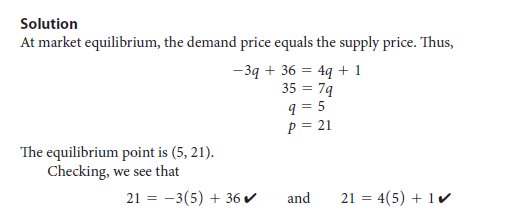 Solution
At market equilibrium, the demand price equals the supply price. Thus,
−3q + 36 = 4q + 1
35 = 7q
q = 5
p = 21
The equilibrium point is (5, 21).
Checking, we see that
21 = −3(5) + 36✔ and 21 = 4(5) + 1✔